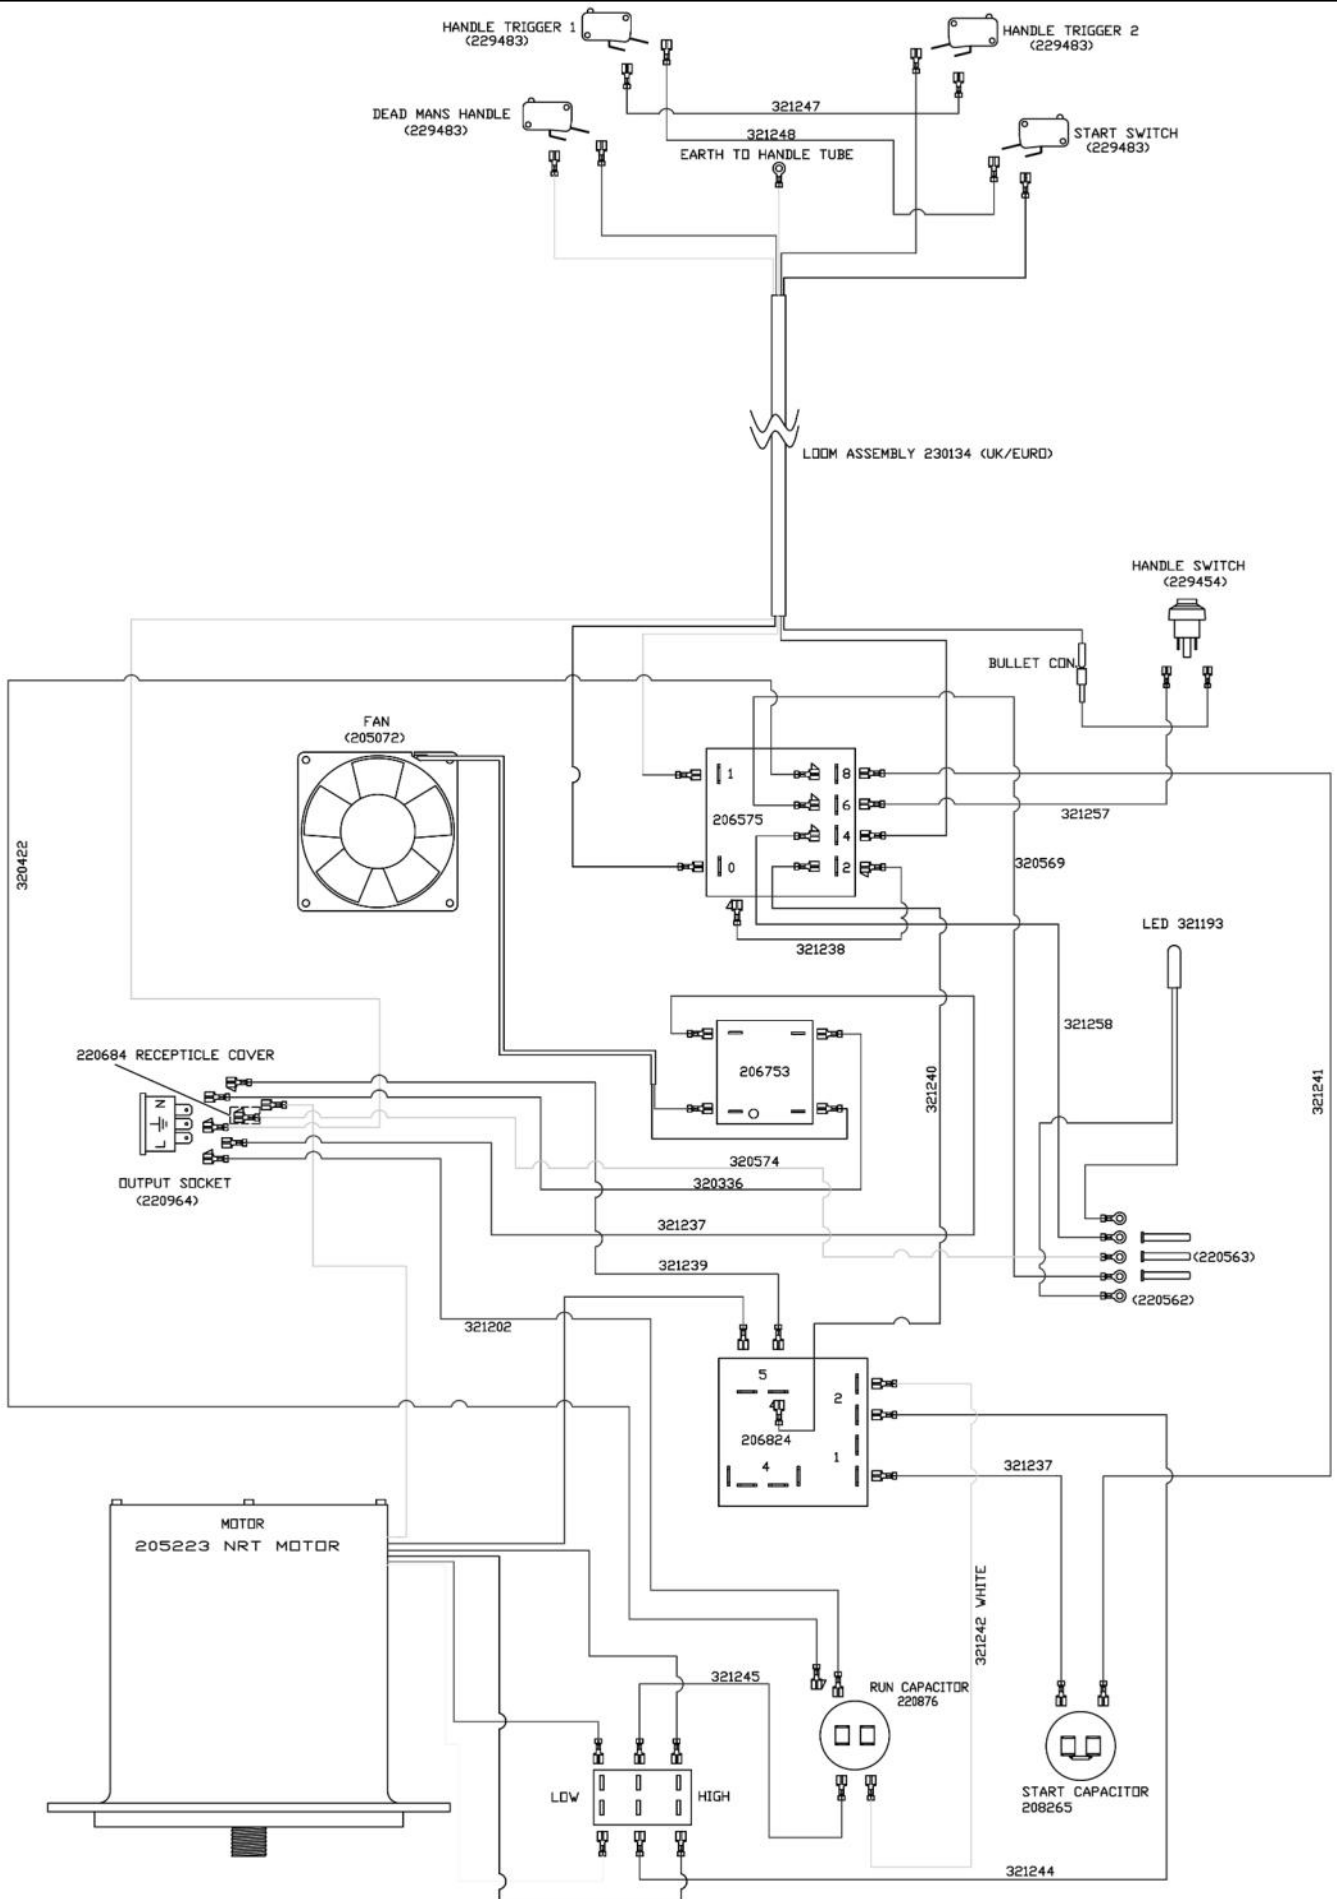 HANDLE TRIGGER 1
(229483)
HANDLE TRIGGER 2
(229483)
DEAD MANS HANDLE
(229483)
321247
321248
START SWITCH
(229483)
EARTH TO HANDLE TUBE
LOOM ASSEMBLY 230134 (UK/EURO)
HANDLE SWITCH
(229454)
BULLET CON.
FAN
(205072)
1
8
6
206575
4
0
2
321257
320422
320569
321238
LED 321193
321258
206753
321240
321241
220684 RECEPTICLE COVER
N
L
OUTPUT SOCKET
(220964)
320574
320336
321237
321239
(220563)
(220562)
321202
5
2
206824
1
4
321237
MOTOR
205223 NRT MOTOR
321242 WHITE
321245
RUN CAPACITOR
220876
LOW
HIGH
START CAPACITOR
208265
321244